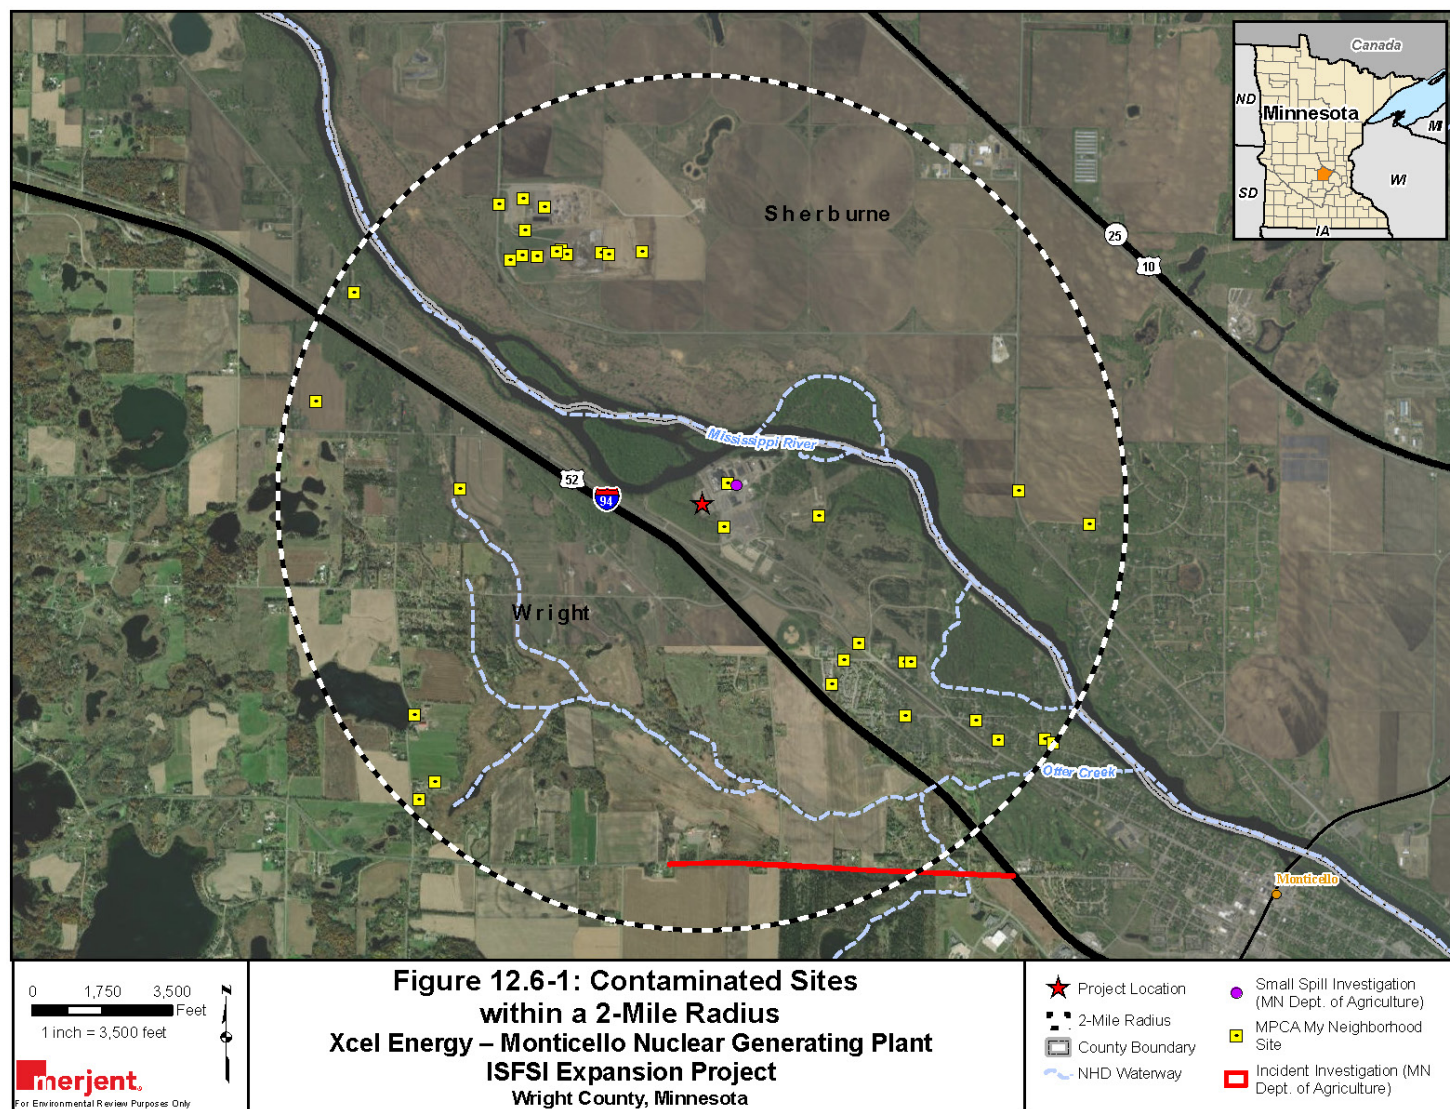 Canada
ND
Minnesota
MI
SD
WI
IA
Sherburne
25
10
Mississippi River
52
94
Wright
Otter Creek
Monticello
0 1,750 3,500
Feet
1 inch = 3,500 feet
N
merjent.
For Environmental Review Purposes Only
Figure 12.6-1: Contaminated Sites
within a 2-Mile Radius
Xcel Energy – Monticello Nuclear Generating Plant
ISFSI Expansion Project
Wright County, Minnesota
Project Location
2-Mile Radius
County Boundary
NHD Waterway
Small Spill Investigation
(MN Dept. of Agriculture)
MPCA My Neighborhood
Site
Incident Investigation (MN
Dept. of Agriculture)